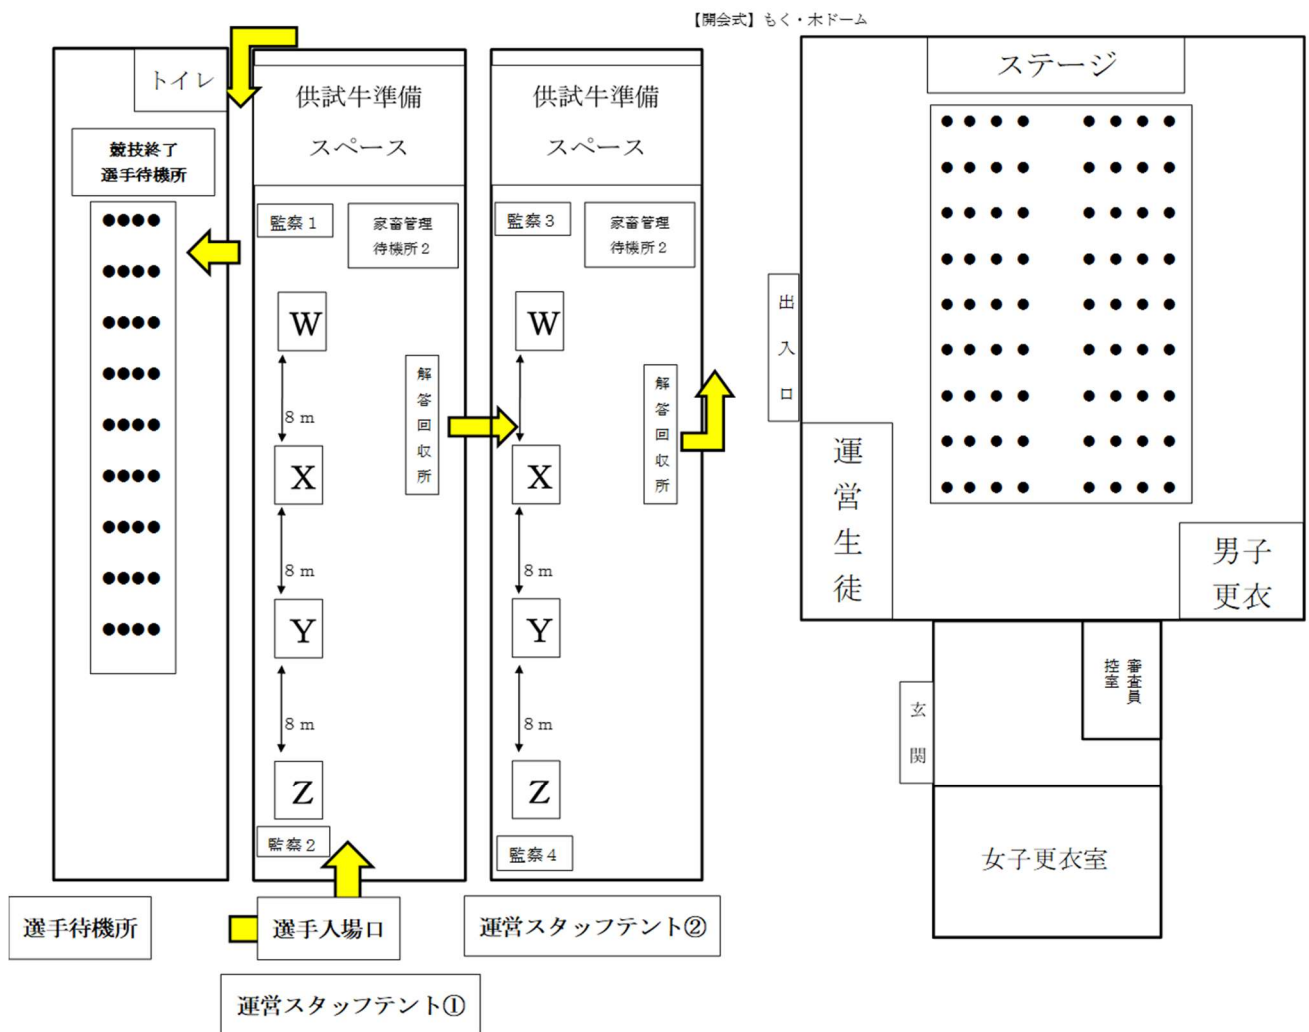 【開会式】もく・木ドーム
トイレ
競技終了
選手待機所
●●●●
●●●●
●●●●
●●●●
●●●●
●●●●
●●●●
●●●●
●●●●
選手待機所
供試牛準備
スペース
監察1
家畜管理
待機所2
W
8m
X
8m
Y
8m
Z
解答回収所
監察2
選手入場口
運営スタッフテント①
供試牛準備
スペース
監察3
家畜管理
待機所2
W
X
8m
Y
8m
Z
解答回収所
監察4
運営スタッフテント②
ステージ
● ● ● ● ● ● ● ●
● ● ● ● ● ● ● ●
● ● ● ● ● ● ● ●
● ● ● ● ● ● ● ●
● ● ● ● ● ● ● ●
● ● ● ● ● ● ● ●
● ● ● ● ● ● ● ●
● ● ● ● ● ● ● ●
● ● ● ● ● ● ● ●
出入口
運営生徒
男子
更衣
審査員
控室
玄関
女子更衣室